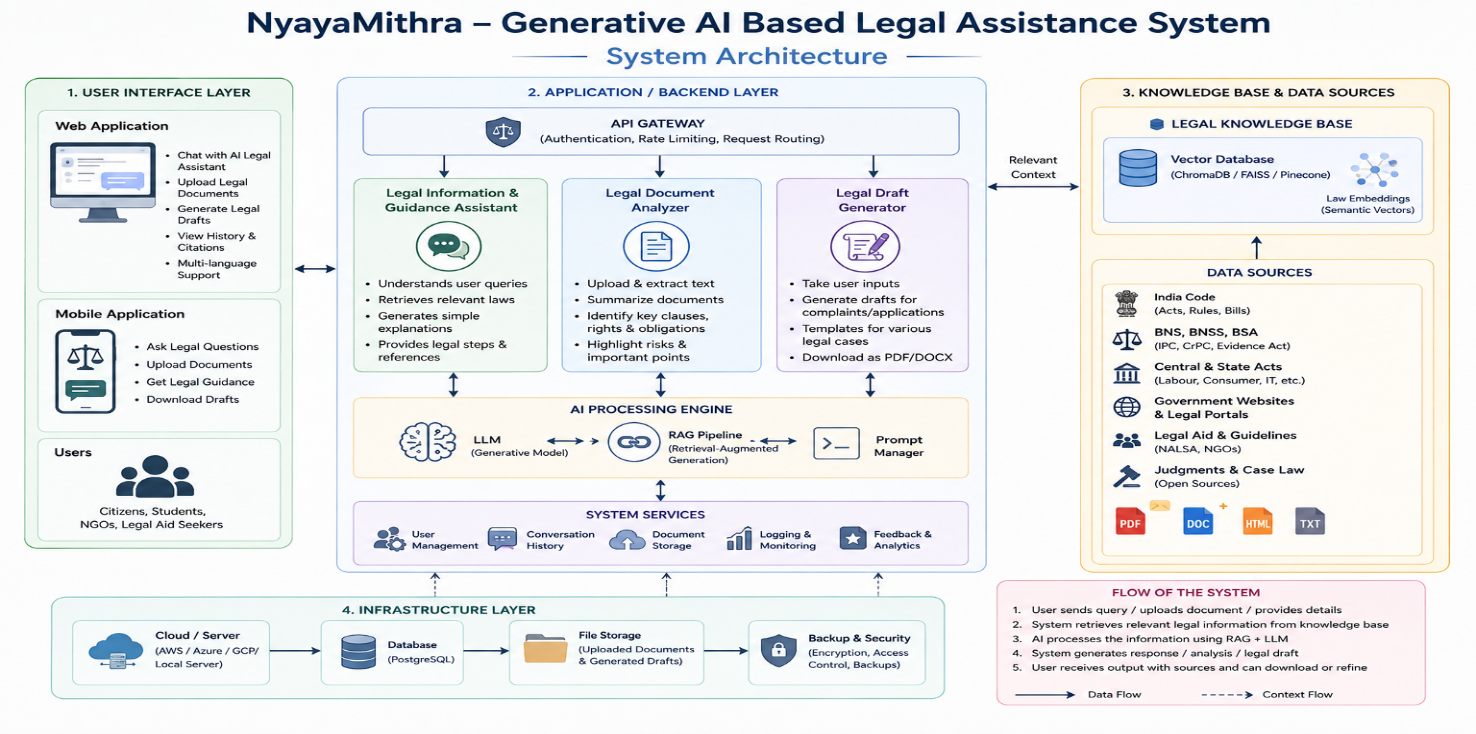 NyayaMithra – Generative AI Based Legal Assistance System
System Architecture
1. USER INTERFACE LAYER
Web Application
• Chat with AI Legal
Assistant
• Upload Legal
Documents
• Generate Legal
Drafts
• View History &
Citations
• Multi-language
Support
Mobile Application
• Ask Legal Questions
• Upload Documents
• Get Legal Guidance
• Download Drafts
Users
Citizens, Students,
NGOs, Legal Aid Seekers
2. APPLICATION / BACKEND LAYER
API GATEWAY
(Authentication, Rate Limiting, Request Routing)
Legal Information &
Guidance Assistant
• Understands user queries
• Retrieves relevant laws
• Generates simple
explanations
• Provides legal steps &
references
Legal Document
Analyzer
• Upload & extract text
• Summarize documents
• Identify key clauses,
rights & obligations
• Highlight risks &
important points
Legal Draft
Generator
• Take user inputs
• Generate drafts for
complaints/applications
• Templates for various
legal cases
• Download as PDF/DOCX
AI PROCESSING ENGINE
LLM
(Generative Model)
RAG Pipeline
(Retrieval-Augmented
Generation)
Prompt
Manager
SYSTEM SERVICES
User
Management
Conversation
History
Document
Storage
Logging &
Monitoring
Feedback &
Analytics
Relevant
Context
3. KNOWLEDGE BASE & DATA SOURCES
LEGAL KNOWLEDGE BASE
Vector Database
(ChromaDB / FAISS / Pinecone)
Law Embeddings
(Semantic Vectors)
DATA SOURCES
India Code
(Acts, Rules, Bills)
BNS, BNSS, BSA
(IPC, CrPC, Evidence Act)
Central & State Acts
(Labour, Consumer, IT, etc.)
Government Websites
& Legal Portals
Legal Aid & Guidelines
(NALSA, NGOs)
Judgments & Case Law
(Open Sources)
PDF
DOC
HTML
TXT
4. INFRASTRUCTURE LAYER
Cloud / Server
(AWS / Azure / GCP/
Local Server)
Database
(PostgreSQL)
File Storage
(Uploaded Documents
& Generated Drafts)
Backup & Security
(Encryption, Access
Control, Backups)
FLOW OF THE SYSTEM
1. User sends query / uploads document / provides details
2. System retrieves relevant legal information from knowledge base
3. AI processes the information using RAG + LLM
4. System generates response / analysis / legal draft
5. User receives output with sources and can download or refine
Data Flow
Context Flow